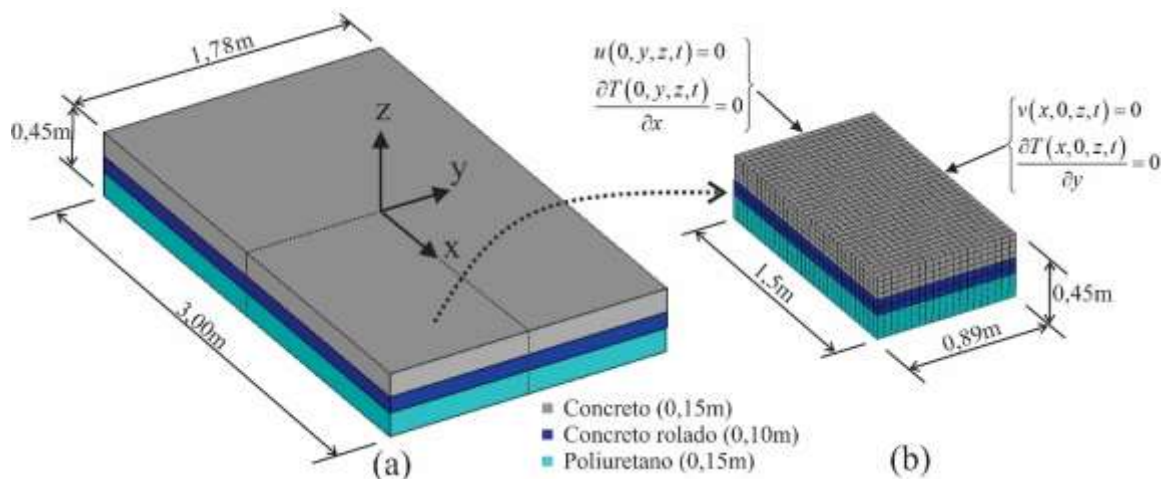 1,78m
0,45m
3,00m
z
y
x
u(0, y, z, t) = 0
∂T(0, y, z, t)
∂x
= 0
v(x, 0, z, t) = 0
∂T(x, 0, z, t)
∂y
= 0
1,5m
0,89m
0,45m
Concreto (0,15m)
Concreto rolado (0,10m)
Poliuretano (0,15m)
(a)
(b)